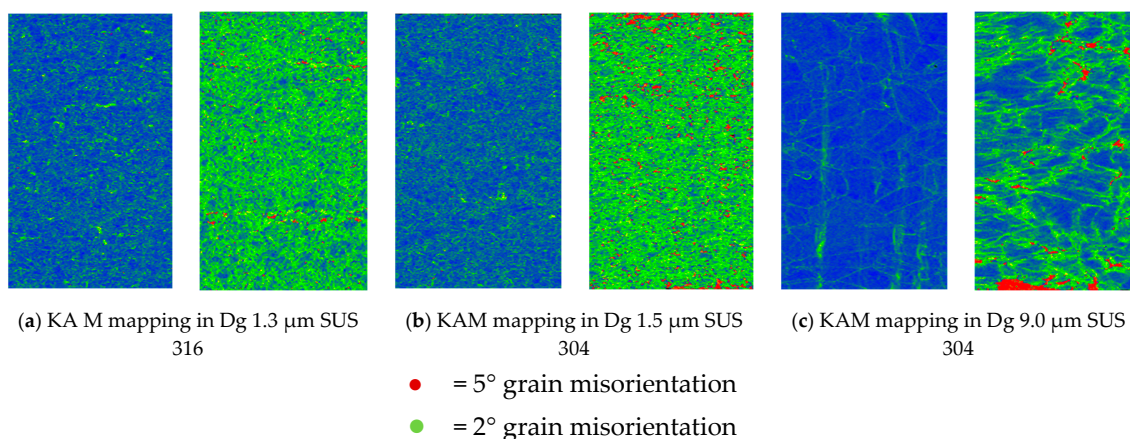 (a) KA M mapping in Dg 1.3 µm SUS
316
(b) KAM mapping in Dg 1.5 µm SUS
304
(c) KAM mapping in Dg 9.0 µm SUS
304
= 5° grain misorientation
= 2° grain misorientation